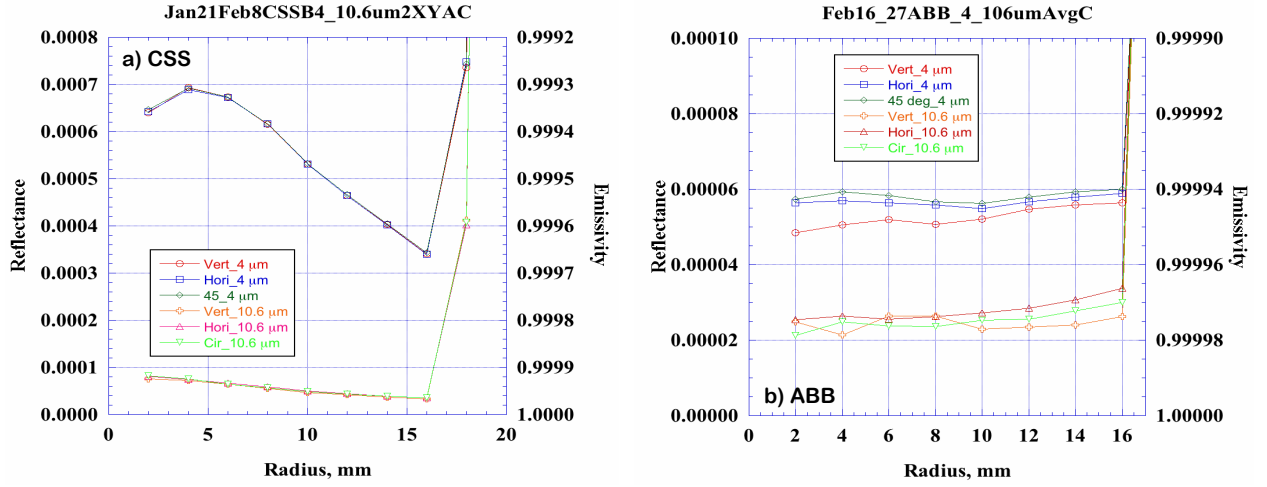 Jan21Feb8CSSB4_10.6um2XYAC
a) CSS
Reflectance
0.0008
0.0007
0.0006
0.0005
0.0004
0.0003
0.0002
0.0001
0.0000
0.9992
0.9993
0.9994
0.9995
0.9996
0.9997
0.9998
0.9999
1.0000
Emissivity
Vert_4 μm
Hori_4 μm
45_4 μm
Vert_10.6 μm
Hori_10.6 μm
Cir_10.6 μm
0 5 10 15 20
Radius, mm
Feb16_27ABB_4_106umAvgC
Reflectance
0.00010
0.00008
0.00006
0.00004
0.00002
0.00000
0.99990
0.99992
0.99994
0.99996
0.99998
1.00000
Emissivity
Vert_4 μm
Hori_4 μm
45 deg_4 μm
Vert_10.6 μm
Hori_10.6 μm
Cir_10.6 μm
b) ABB
0 2 4 6 8 10 12 14 16
Radius, mm